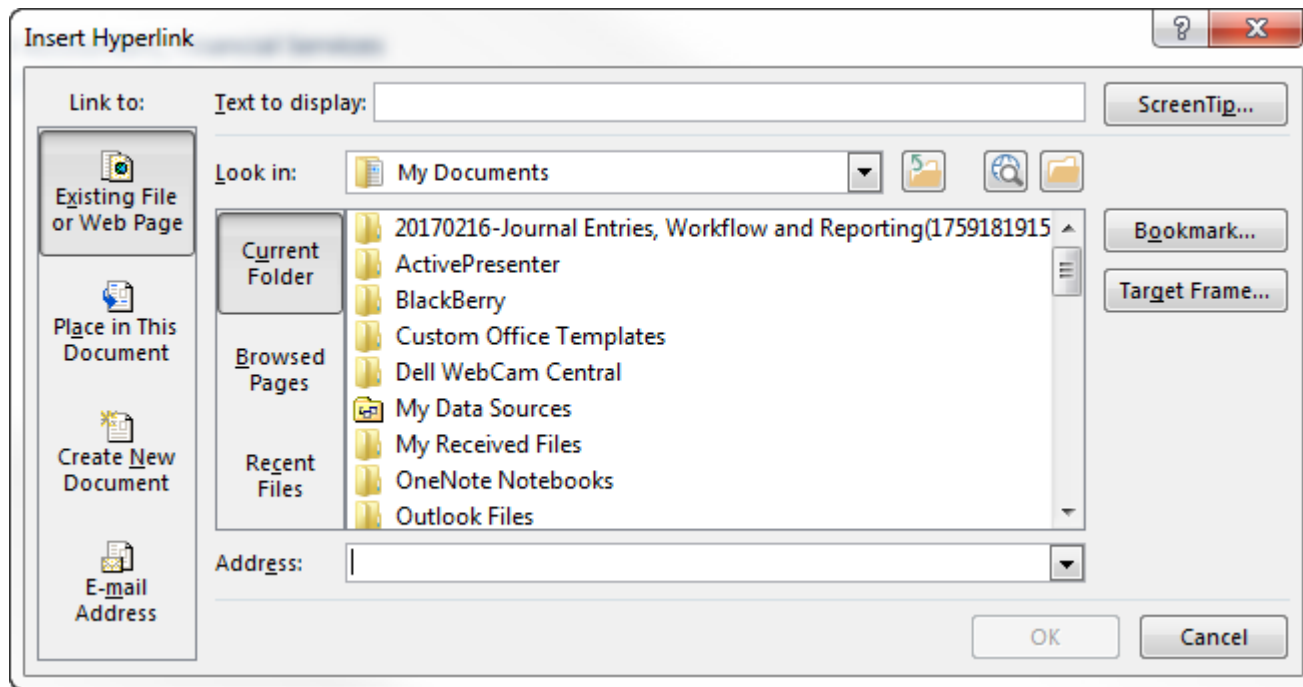 Insert Hyperlink
Link to:
Text to display:
ScreenTip...
Existing File
or Web Page
Look in:
My Documents
Place in This
Document
Current
Folder
20170216-Journal Entries, Workflow and Reporting(1759181915
ActivePresenter
BlackBerry
Custom Office Templates
Dell WebCam Central
My Data Sources
My Received Files
OneNote Notebooks
Outlook Files
Bookmark...
Target Frame...
Browsed
Pages
Create New
Document
Recent
Files
E-mail
Address
Address:
OK
Cancel